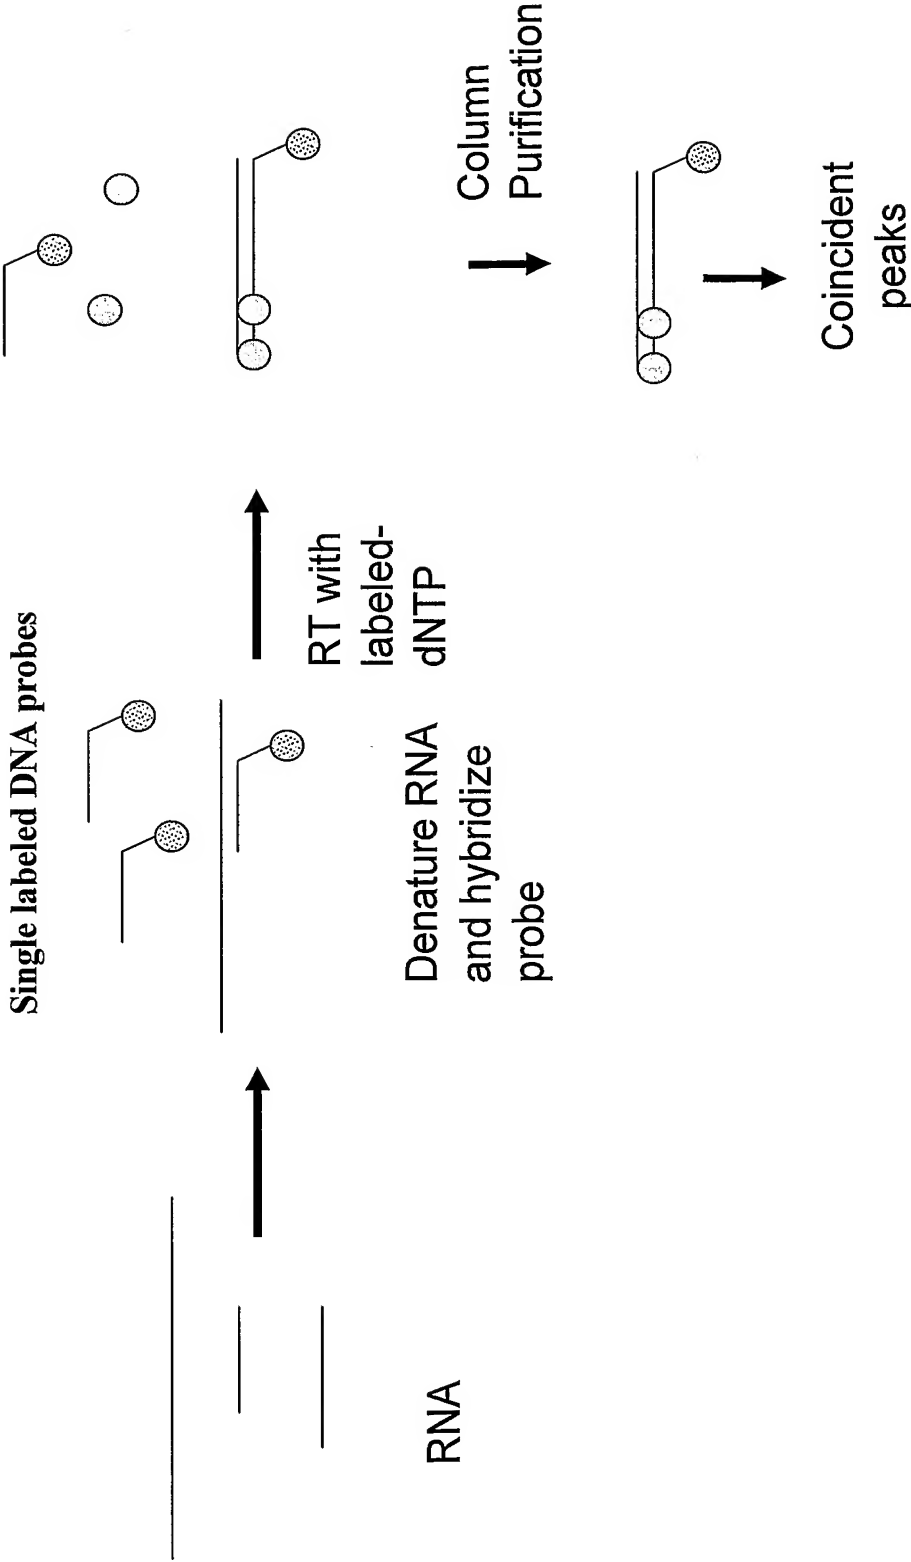 Single labeled DNA probes
RNA
Denature RNA
and hybridize
probe
RT with
labeled-
dNTP
Column
Purification
Coincident
peaks